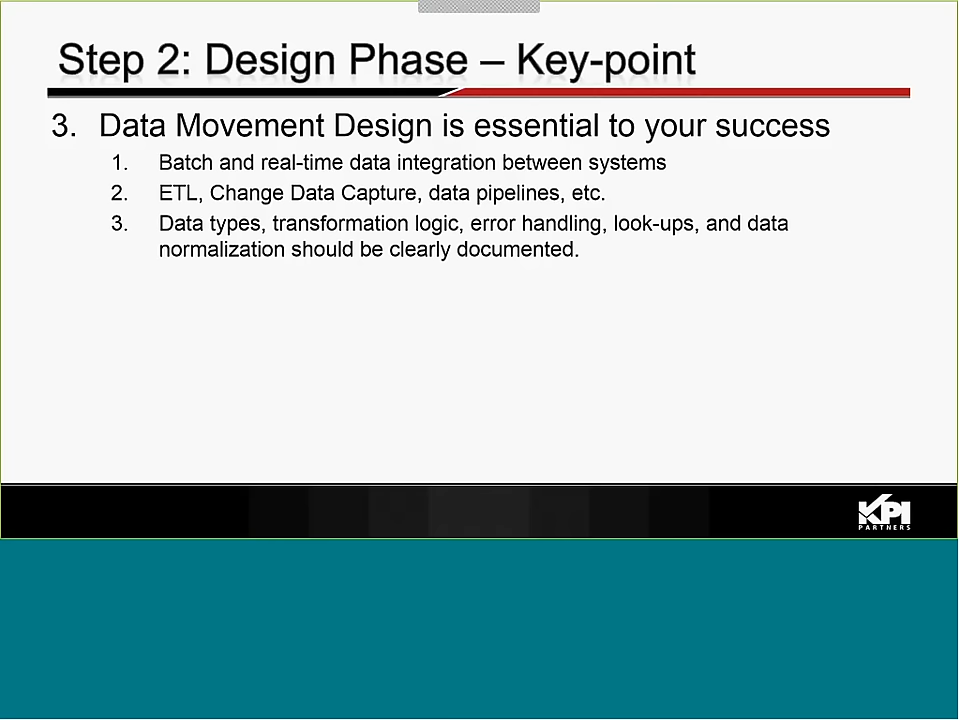 Step 2: Design Phase – Key-point
3. Data Movement Design is essential to your success
1. Batch and real-time data integration between systems
2. ETL, Change Data Capture, data pipelines, etc.
3. Data types, transformation logic, error handling, look-ups, and data
normalization should be clearly documented.
KPI
PARTNERS